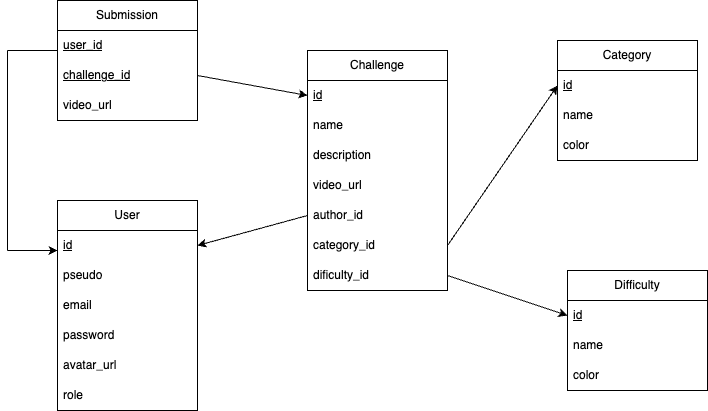 Submission
user_id
challenge_id
video_url
Challenge
id
name
description
video_url
author_id
category_id
dificulty_id
Category
id
name
color
User
id
pseudo
email
password
avatar_url
role
Difficulty
id
name
color